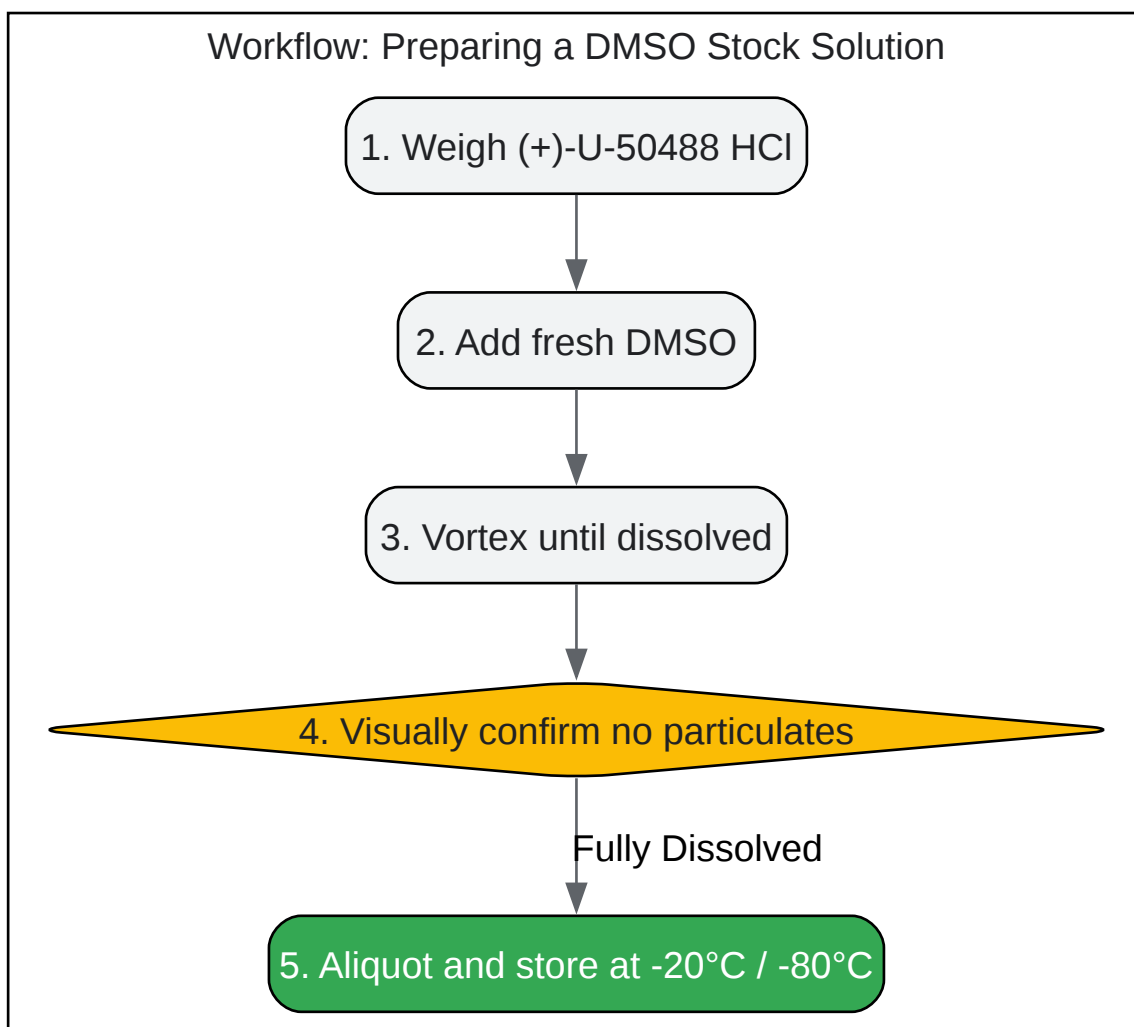 Workflow: Preparing a DMSO Stock Solution
1. Weigh (+)-U-50488 HCl
2. Add fresh DMSO
3. Vortex until dissolved
4. Visually confirm no particulates
Fully Dissolved
5. Aliquot and store at -20°C / -80°C